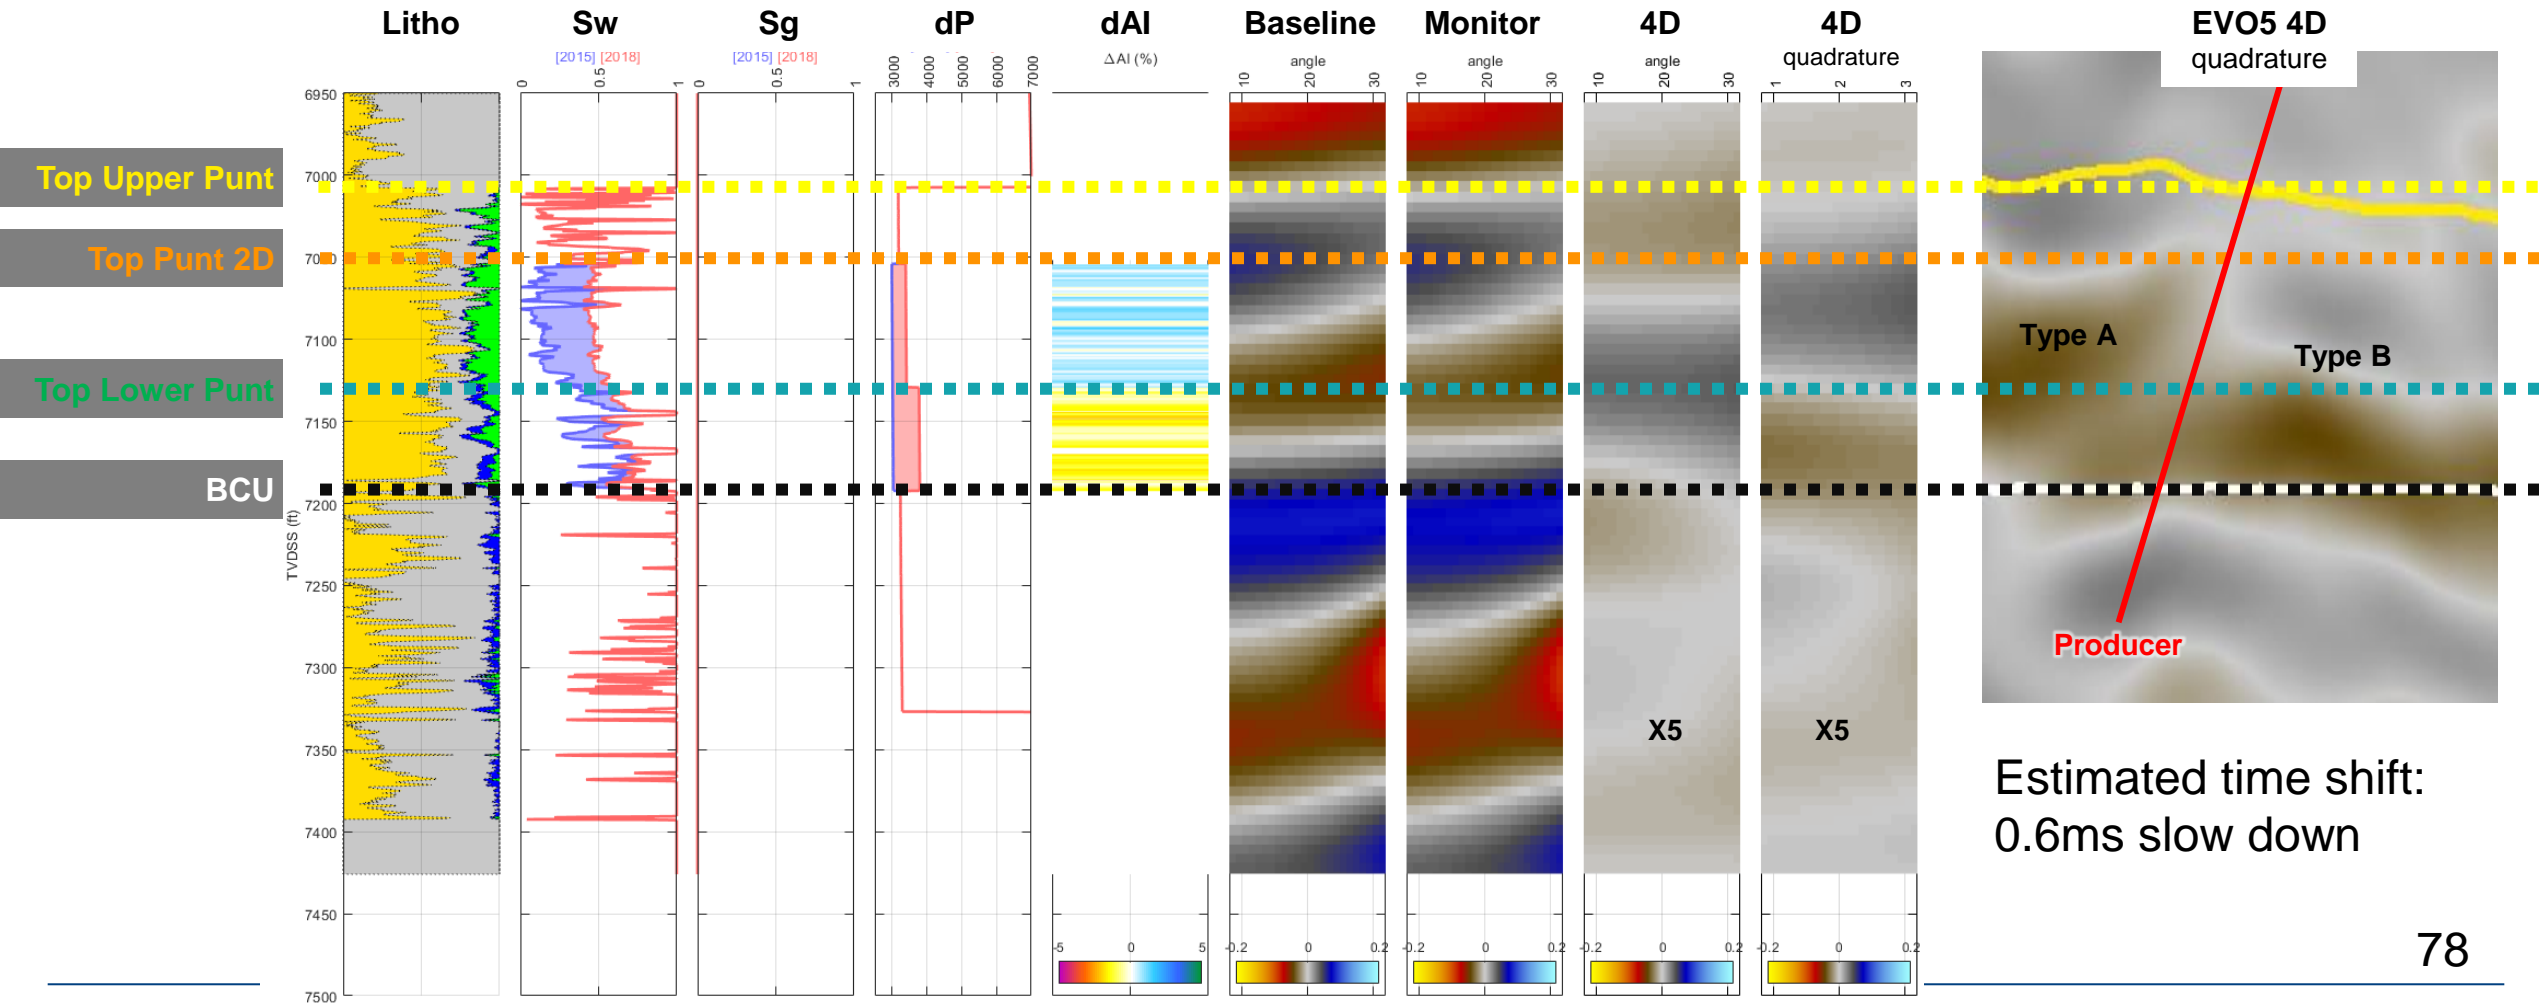 Litho
Sw
Sg
dP
dAI
Baseline
Monitor
4D
4D
quadrature
EVO5 4D
quadrature
[2015] [2018]
[2015] [2018]
ΔAI (%)
angle
angle
angle
0 0.5 1
0 0.5 1
3000 4000 5000 6000 7000
10 20 30
10 20 30
10 20 30
1 2 3
6950
7000
7100
7150
7200
7250
7300
7350
7400
7450
7500
TVDSS (ft)
Top Upper Punt
Top Punt 2D
Top Lower Punt
BCU
Type A
Type B
Producer
X5
X5
Estimated time shift:
0.6ms slow down
-5 0 5
-0.2 0 0.2
-0.2 0 0.2
-0.2 0 0.2
-0.2 0 0.2
78